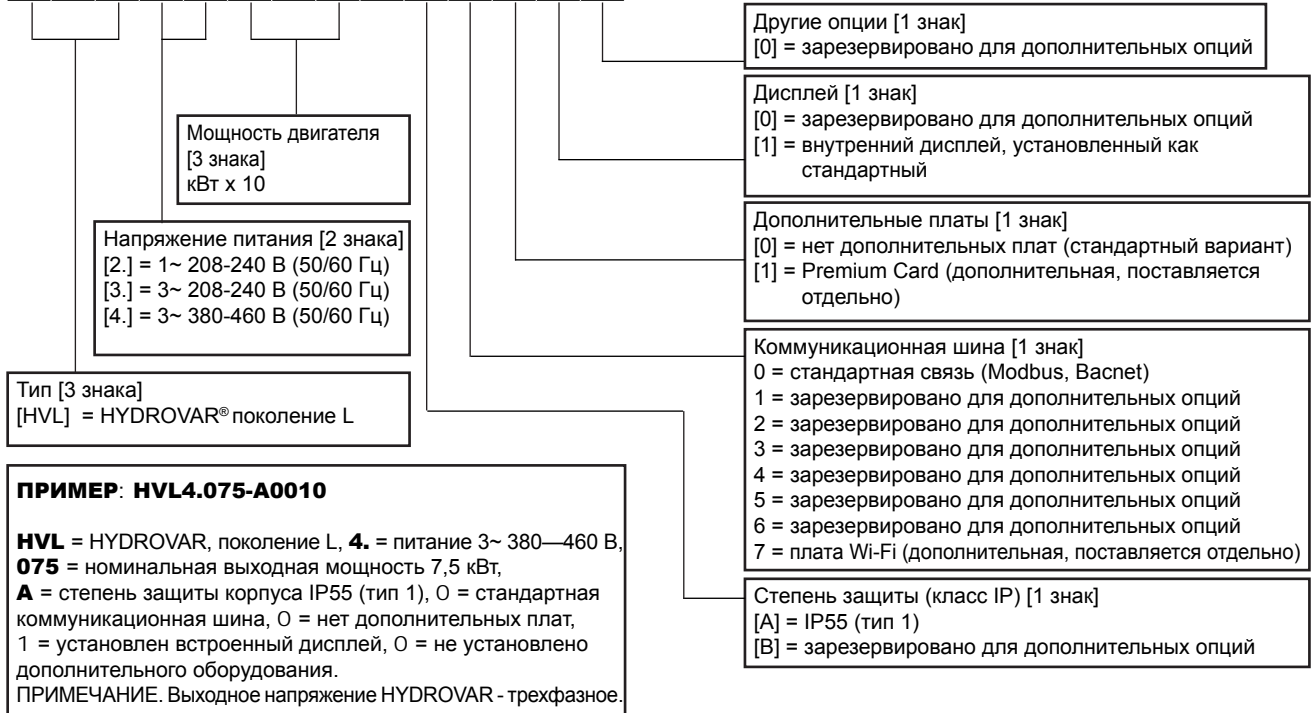 Другие опции [1 знак]
[0] = зарезервировано для дополнительных опций
Дисплей [1 знак]
[0] = зарезервировано для дополнительных опций
[1] = внутренний дисплей, установленный как
стандартный
Мощность двигателя
[3 знака]
кВт x 10
Дополнительные платы [1 знак]
[0] = нет дополнительных плат (стандартный вариант)
[1] = Premium Card (дополнительная, поставляется
отдельно)
Напряжение питания [2 знака]
[2.] = 1~ 208-240 В (50/60 Гц)
[3.] = 3~ 208-240 В (50/60 Гц)
[4.] = 3~ 380-460 В (50/60 Гц)
Коммуникационная шина [1 знак]
0 = стандартная связь (Modbus, Bacnet)
1 = зарезервировано для дополнительных опций
2 = зарезервировано для дополнительных опций
3 = зарезервировано для дополнительных опций
4 = зарезервировано для дополнительных опций
5 = зарезервировано для дополнительных опций
6 = зарезервировано для дополнительных опций
7 = плата Wi-Fi (дополнительная, поставляется отдельно)
Тип [3 знака]
[HVL] = HYDROVAR® поколение L
Степень защиты (класс IP) [1 знак]
[A] = IP55 (тип 1)
[B] = зарезервировано для дополнительных опций
ПРИМЕР: HVL4.075-A0010
HVL = HYDROVAR, поколение L, 4. = питание 3~ 380—460 В,
075 = номинальная выходная мощность 7,5 кВт,
A = степень защиты корпуса IP55 (тип 1), 0 = стандартная
коммуникационная шина, 0 = нет дополнительных плат,
1 = установлен встроенный дисплей, 0 = не установлено
дополнительного оборудования.
ПРИМЕЧАНИЕ. Выходное напряжение HYDROVAR - трехфазное.